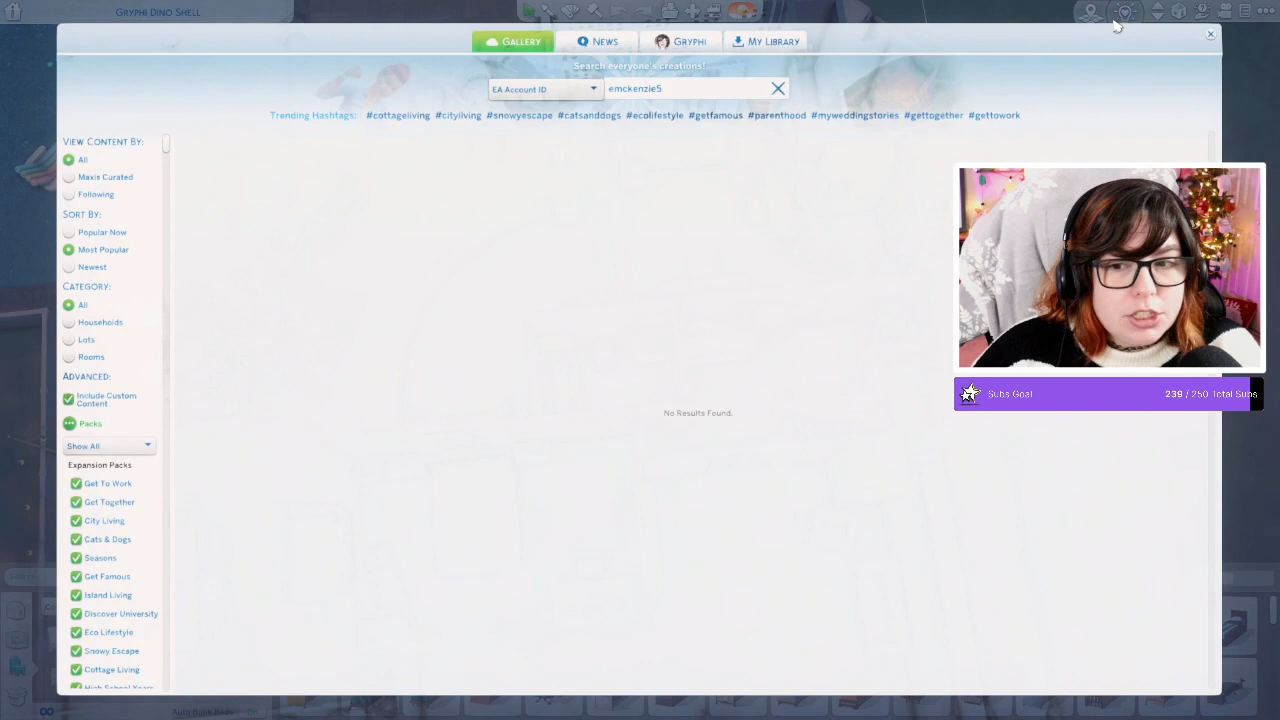 GRYPHI DINO SHELL
GALLERY
NEWS
GRYPHI
MY LIBRARY
Search everyone's creations!
EA Account ID
emckenzie5
Trending Hashtags: #cottageliving #cityliving #snowyescape #catsanddogs #ecolifestyle #getfamous #parenthood #myweddingstories #gettogether #gettowork
VIEW CONTENT BY:
All
Maxis Curated
Following
SORT BY:
Popular Now
Most Popular
Newest
CATEGORY:
All
Households
Lots
Rooms
ADVANCED:
Include Custom
Content
Packs
Show All
Expansion Packs
Get To Work
Get Together
City Living
Cats & Dogs
Seasons
Get Famous
Island Living
Discover University
Eco Lifestyle
Snowy Escape
Cottage Living
High School Years
No Results Found.
Subs Goal
239 / 250 Total Subs